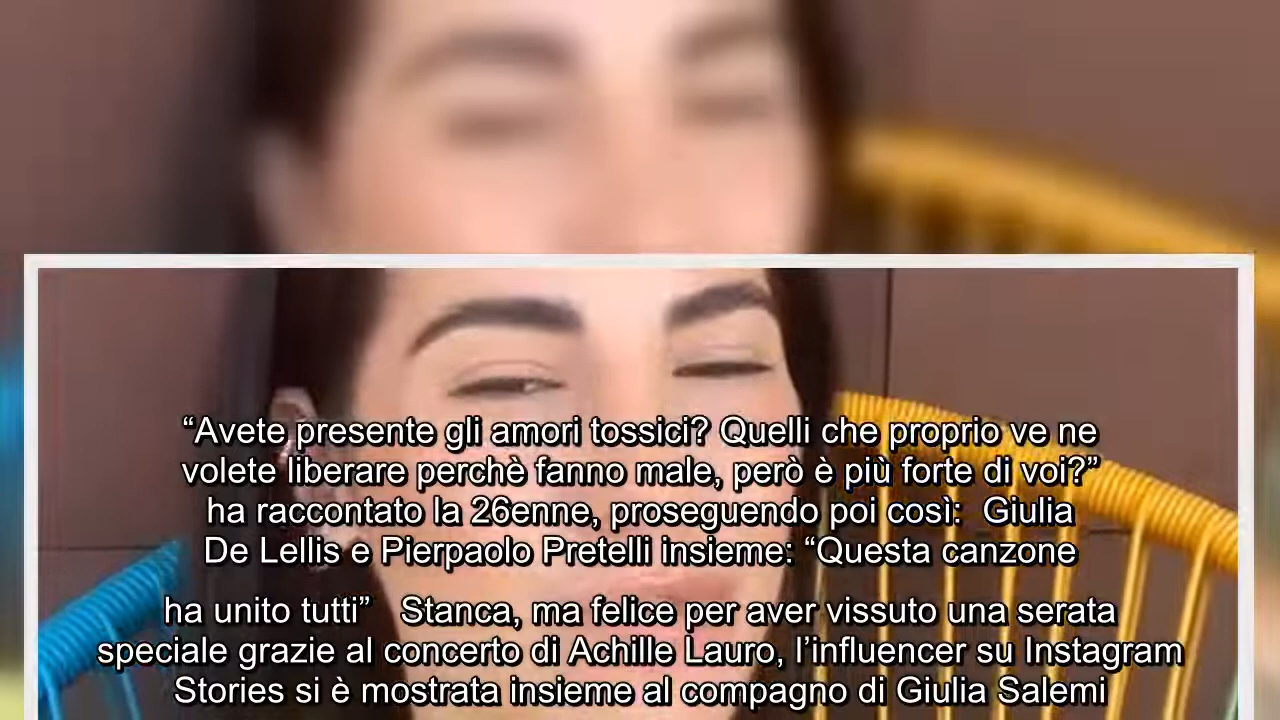 “Avete presente gli amori tossici? Quelli che proprio ve ne
volete liberare perchè fanno male, però è più forte di voi?”
ha raccontato la 26enne, proseguendo poi così:  Giulia
De Lellis e Pierpaolo Pretelli insieme: “Questa canzone
ha unito tutti”   Stanca, ma felice per aver vissuto una serata
speciale grazie al concerto di Achille Lauro, l’influencer su Instagram
Stories si è mostrata insieme al compagno di Giulia Salemi